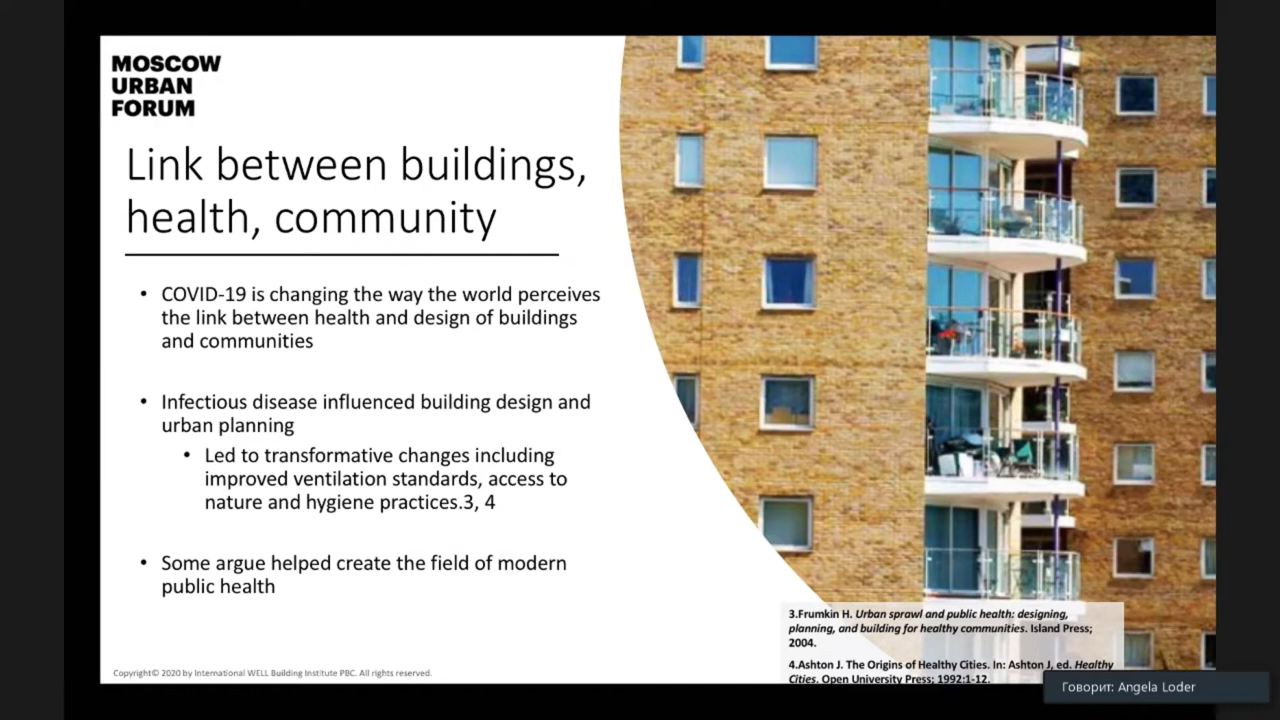 MOSCOW
URBAN
FORUM
Link between buildings,
health, community
• COVID-19 is changing the way the world perceives
the link between health and design of buildings
and communities
• Infectious disease influenced building design and
urban planning
• Led to transformative changes including
improved ventilation standards, access to
nature and hygiene practices.3, 4
• Some argue helped create the field of modern
public health
3.Frumkin H. Urban sprawl and public health: designing,
planning, and building for healthy communities. Island Press;
2004.
4.Ashton J. The Origins of Healthy Cities. In: Ashton J, ed. Healthy
Cities. Open University Press; 1992:1-12.
Copyright© 2020 by International WELL Building Institute PBC. All rights reserved.
Говорит: Angela Loder